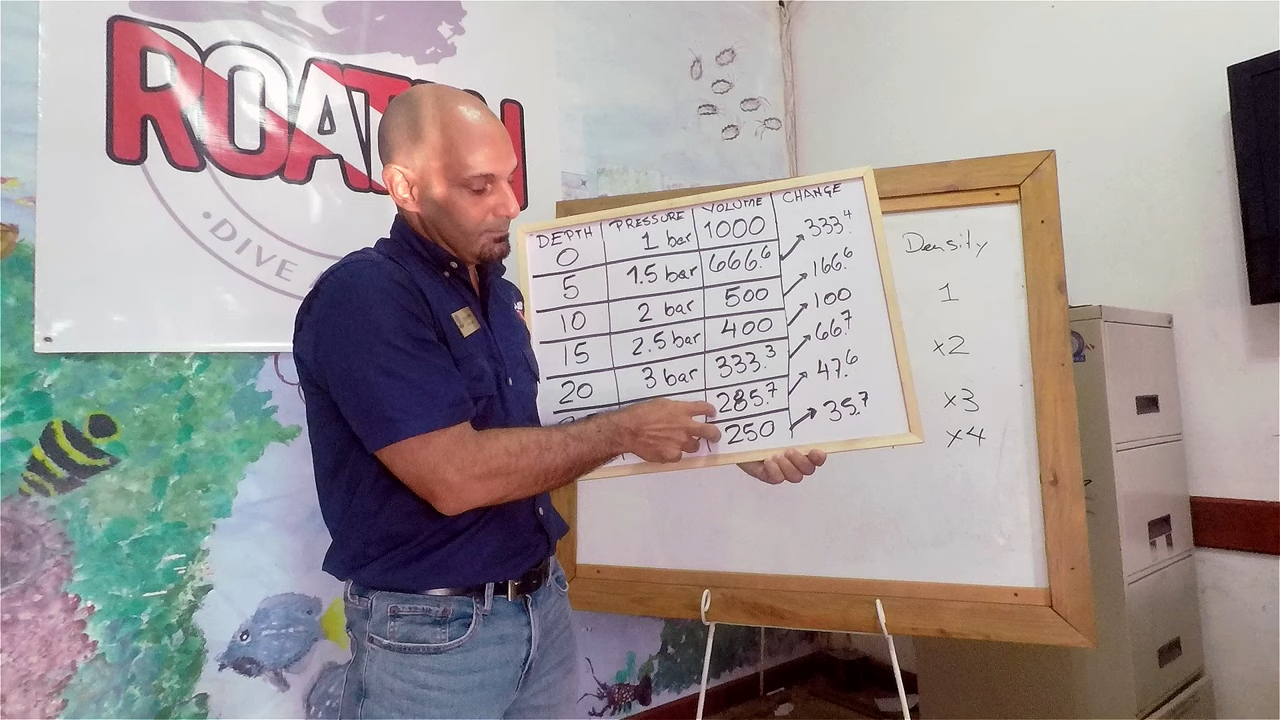 ROAT
DIVE
DEPTH PRESSURE VOLUME CHANGE
0 1 bar 1000 333.4
5 1.5 bar 666.6 166.6
10 2 bar 500 100
15 2.5 bar 400 66.7
20 3 bar 333.3 47.6
285.7 35.7
250
Density
1
x2
x3
x4